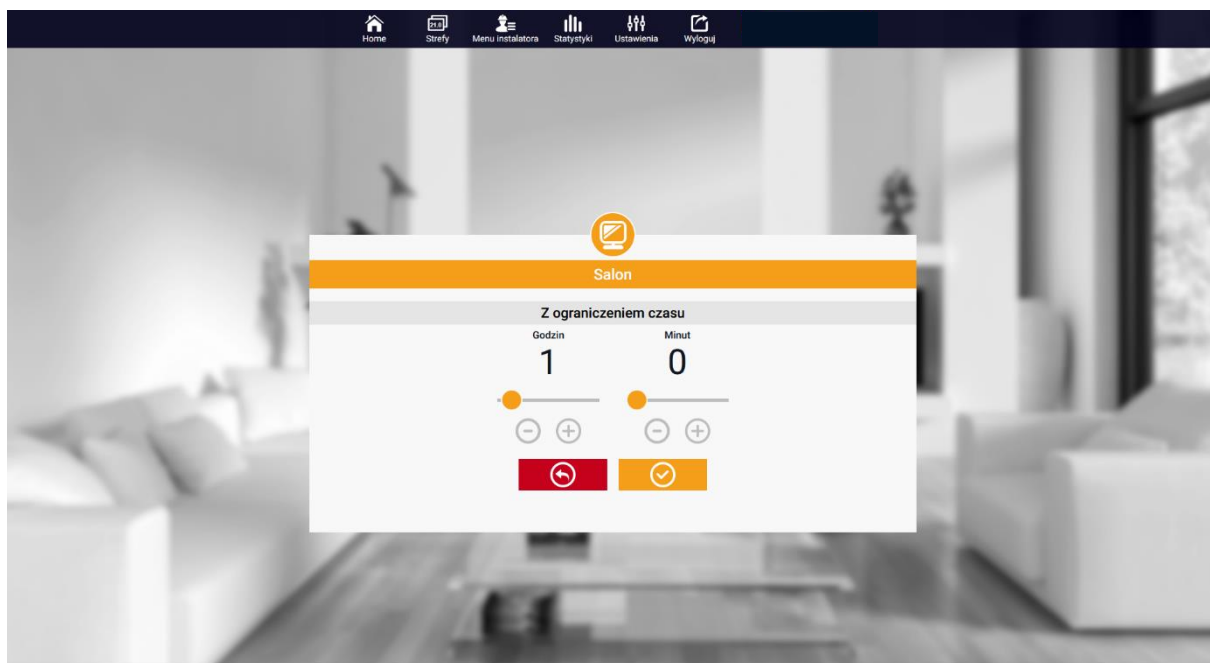 Home Strefy Menu instalatora Statystyki Ustawienia Wyloguj
Salon
Z ograniczeniem czasu
Godzin Minut
1 0